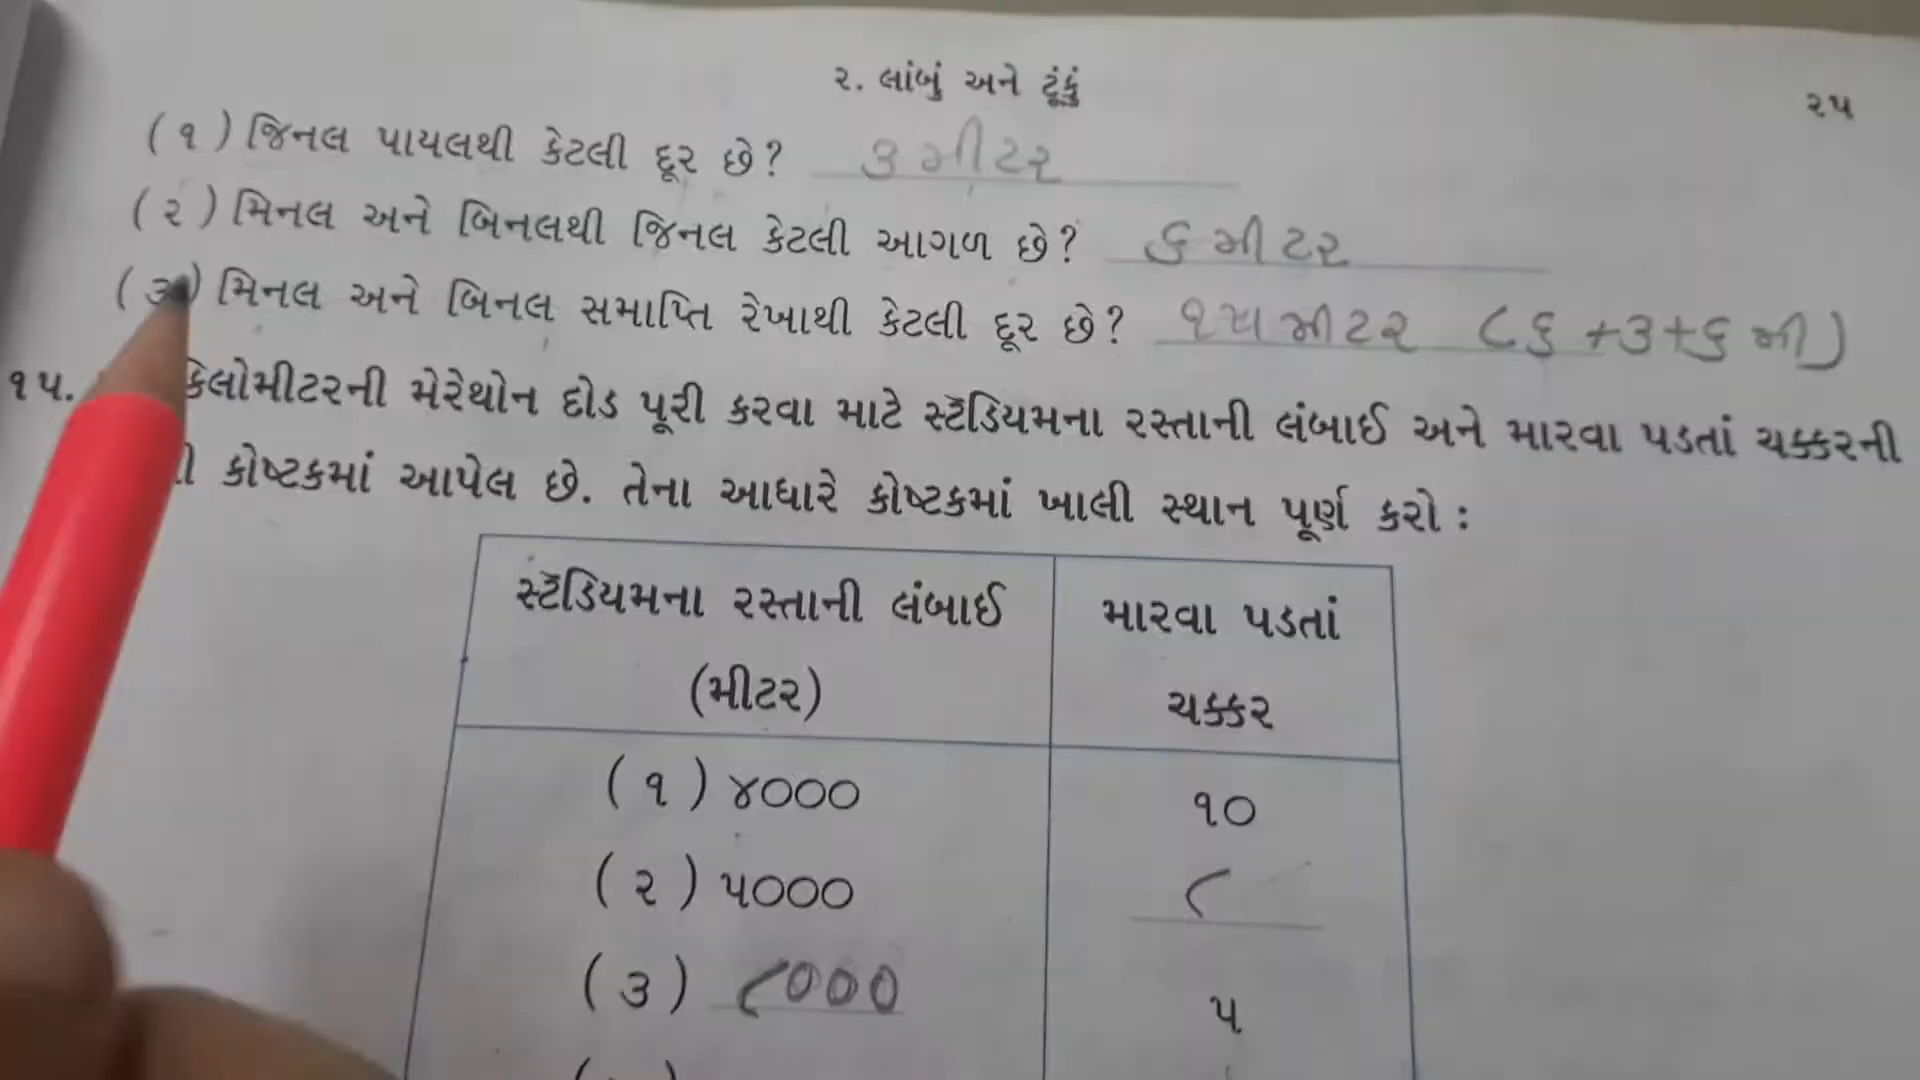 ૨. લાંબું અને ટૂંકું
૨૫
(૧) જિનલ પાયલથી કેટલી દૂર છે? ૩ મીટર
(૨) મિનલ અને બિનલથી જિનલ કેટલી આગળ છે? ૬ મીટર
(૩) મિનલ અને બિનલ સમાપ્તિ રેખાથી કેટલી દૂર છે? ૧૫ મીટર (૬+૩+૬ મી)
૧૫. કિલોમીટરની મેરેથોન દોડ પૂરી કરવા માટે સ્ટેડિયમના રસ્તાની લંબાઈ અને મારવા પડતાં ચક્કરની
કોષ્ટકમાં આપેલ છે. તેના આધારે કોષ્ટકમાં ખાલી સ્થાન પૂર્ણ કરો :
સ્ટેડિયમના રસ્તાની લંબાઈ (મીટર)
મારવા પડતાં ચક્કર
(૧) ૪૦૦૦ ૧૦
(૨) ૫૦૦૦ ૮
(૩) ૮૦૦૦ ૫